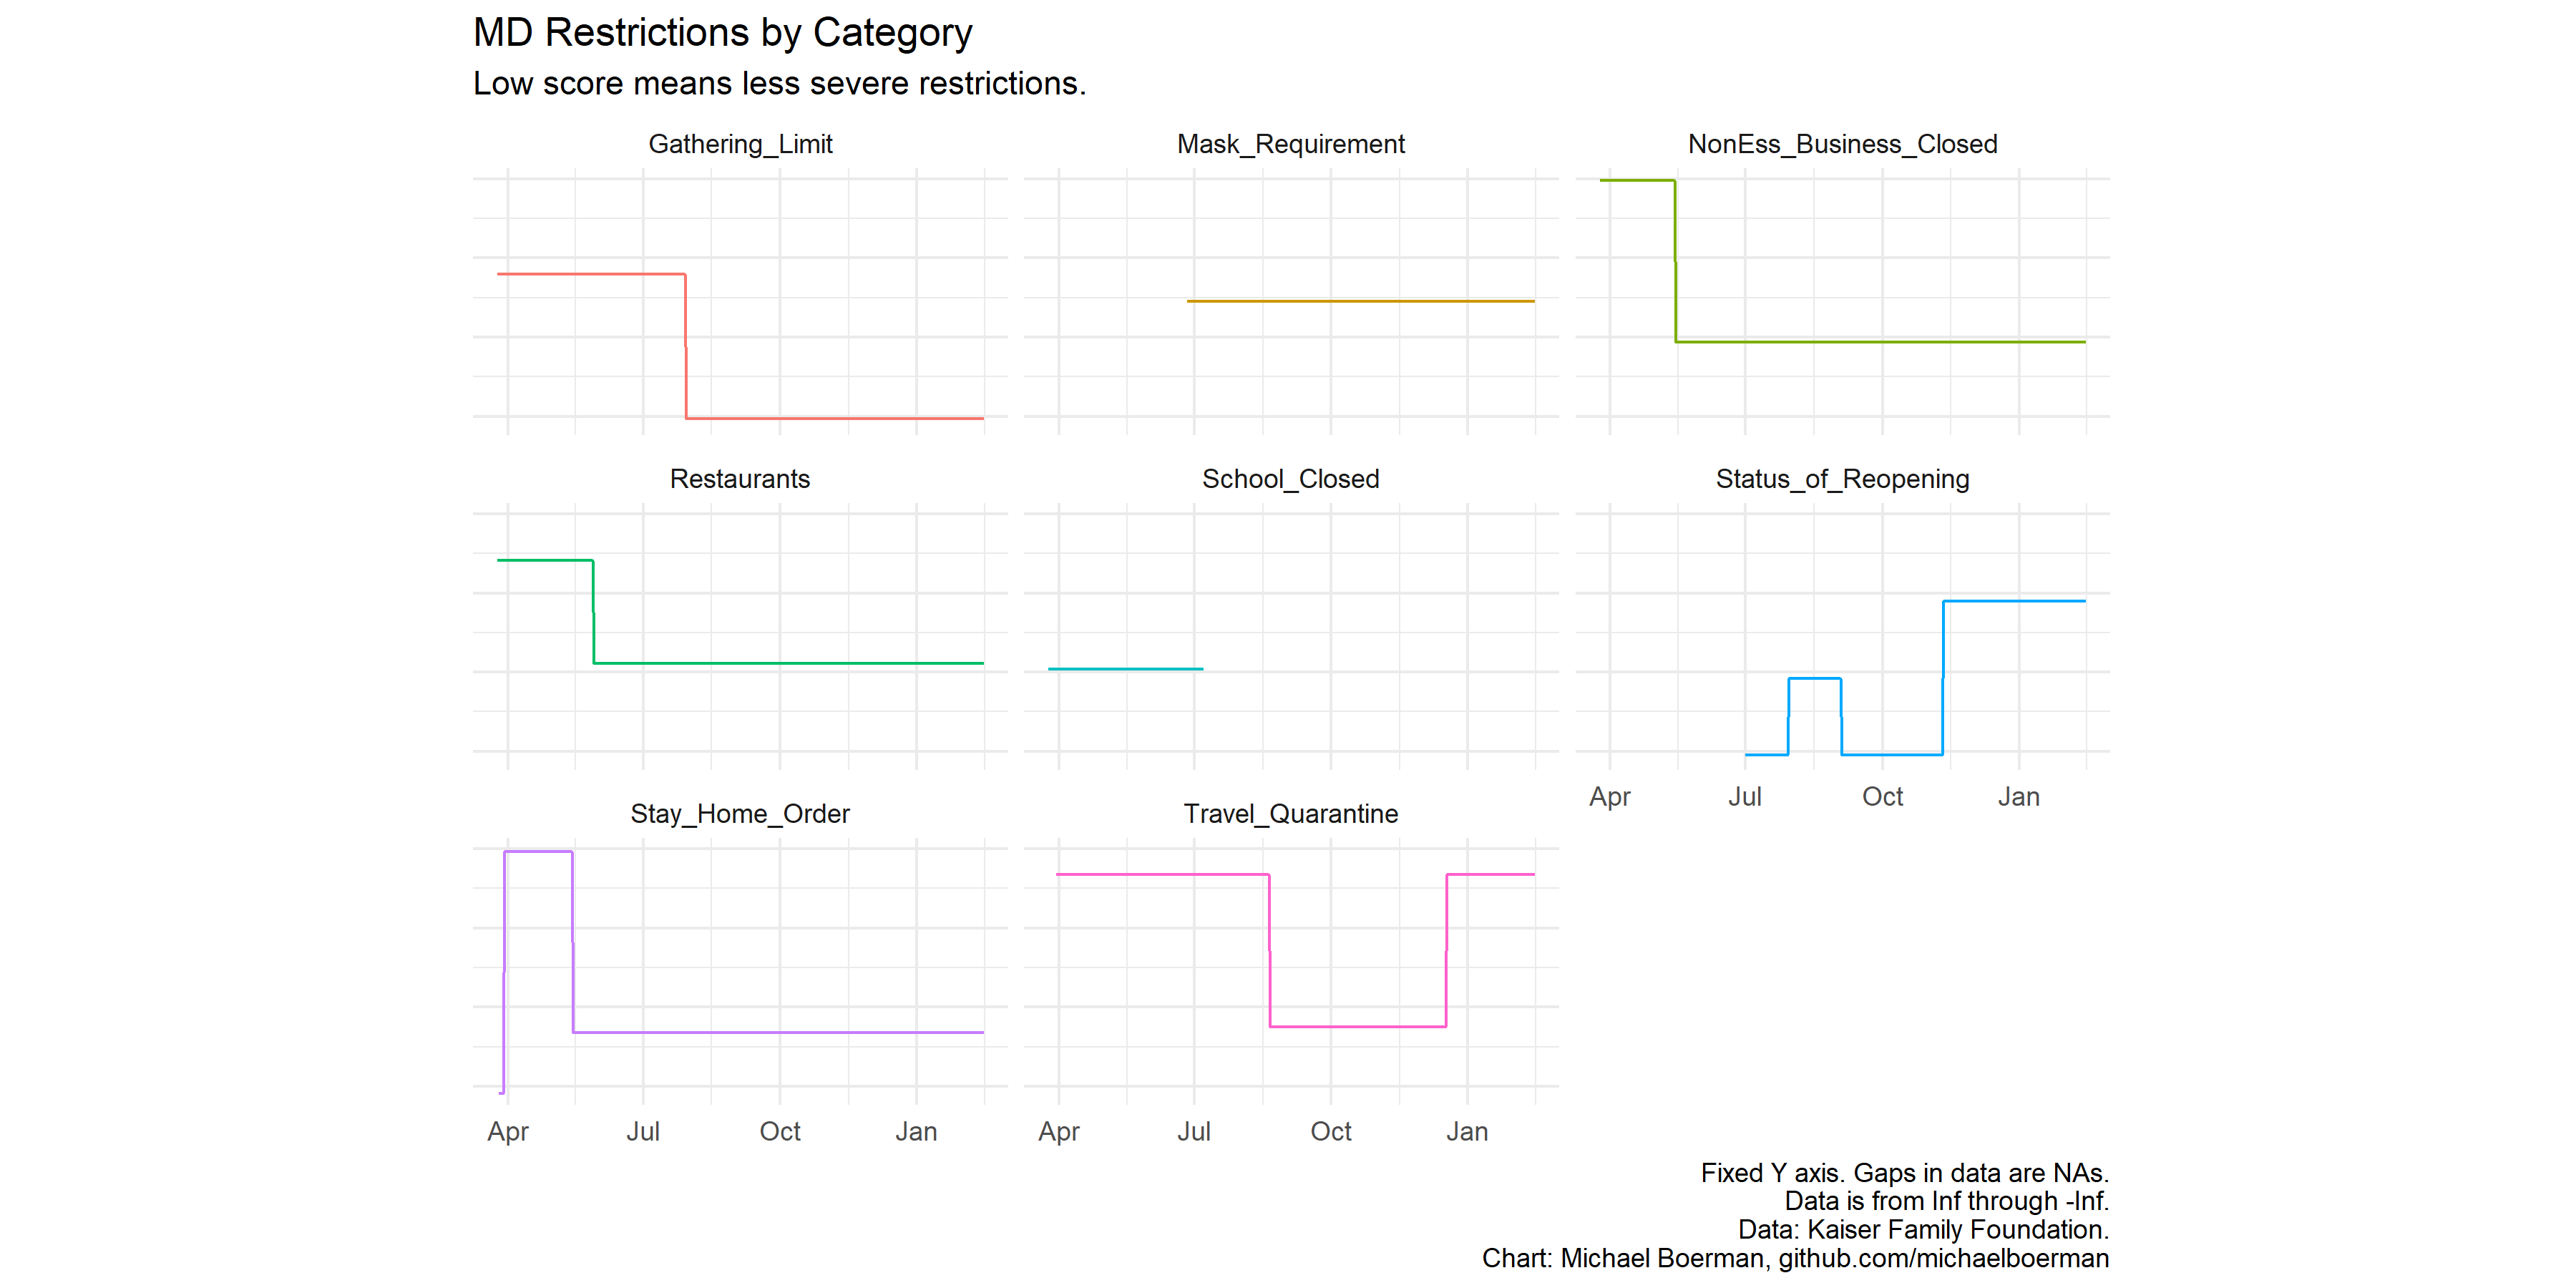 MD Restrictions by Category
Low score means less severe restrictions.
Gathering_Limit
Mask_Requirement
NonEss_Business_Closed
Restaurants
School_Closed
Status_of_Reopening
Apr Jul Oct Jan
Stay_Home_Order
Travel_Quarantine
Apr Jul Oct Jan
Apr Jul Oct Jan
Fixed Y axis. Gaps in data are NAs.
Data is from Inf through -Inf.
Data: Kaiser Family Foundation.
Chart: Michael Boerman, github.com/michaelboerman